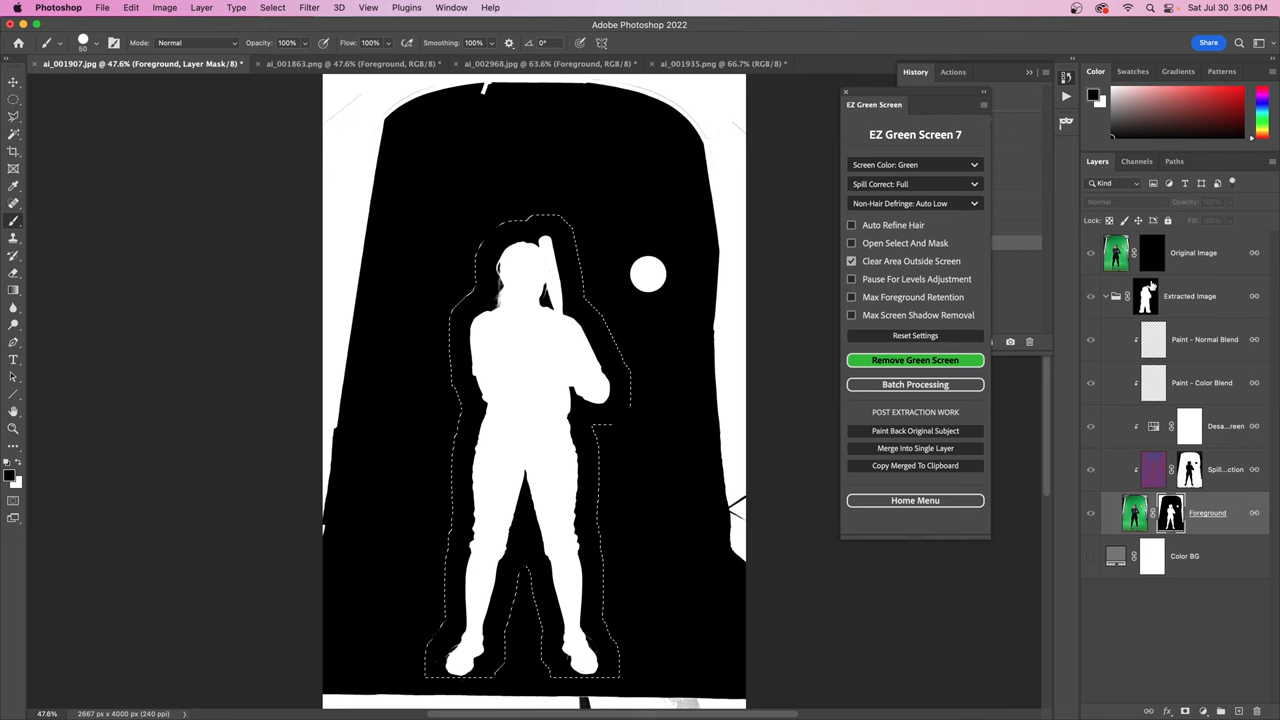 Photoshop File Edit Image Layer Type Select Filter 3D View Plugins Window Help Sat Jul 30 3:06 PM
Adobe Photoshop 2022
50 Mode: Normal Opacity: 100% Flow: 100% Smoothing: 100% 0° Share
ai_001907.jpg @ 47.6% (Foreground, Layer Mask/8) * ai_001863.png @ 47.6% (Foreground, RGB/8) * ai_002968.jpg @ 63.6% (Foreground, RGB/8) * ai_001935.png @ 66.7% (RGB/8) *
History Actions
EZ Green Screen
EZ Green Screen 7
Screen Color: Green
Spill Correct: Full
Non-Hair Defringe: Auto Low
Auto Refine Hair
Open Select And Mask
Clear Area Outside Screen
Pause For Levels Adjustment
Max Foreground Retention
Max Screen Shadow Removal
Reset Settings
Remove Green Screen
Batch Processing
POST EXTRACTION WORK
Paint Back Original Subject
Merge Into Single Layer
Copy Merged To Clipboard
Home Menu
Color Swatches Gradients Patterns
Layers Channels Paths
Kind
Normal Opacity:
Lock: Fill:
Original Image
Extracted Image
Paint - Normal Blend
Paint - Color Blend
Desa...reen
Spill...ction
Foreground
Color BG
47.6% 2667 px x 4000 px (240 ppi)